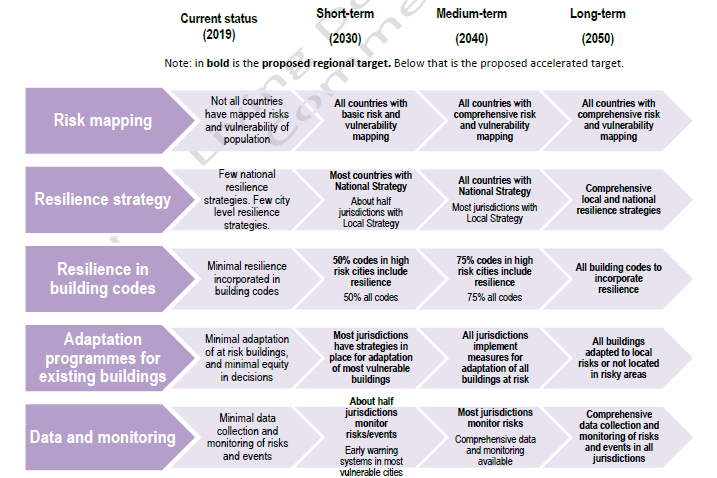 Current status
(2019)
Short-term
(2030)
Medium-term
(2040)
Long-term
(2050)
Note: in bold is the proposed regional target. Below that is the proposed accelerated target.
Risk mapping
Not all countries
have mapped risks
and vulnerability of
population
All countries with
basic risk and
vulnerability
mapping
All countries with
comprehensive risk
and vulnerability
mapping
All countries with
comprehensive risk
and vulnerability
mapping
Resilience strategy
Few national
resilience
strategies. Few city
level resilience
strategies.
Most countries with
National Strategy
About half
jurisdictions with
Local Strategy
All countries with
National Strategy
Most jurisdictions with
Local Strategy
Comprehensive
local and national
resilience strategies
Resilience in
building codes
Minimal resilience
incorporated in
building codes
50% codes in high
risk cities include
resilience
50% all codes
75% codes in high
risk cities include
resilience
75% all codes
All building codes to
incorporate
resilience
Adaptation
programmes for
existing buildings
Minimal adaptation
of at risk buildings,
and minimal equity
in decisions
Most jurisdictions
have strategies in
place for adaptation
of most vulnerable
buildings
All jurisdictions
implement
measures for
adaptation of all
buildings at risk
All buildings
adapted to local
risks or not located
in risky areas
Data and monitoring
Minimal data
collection and
monitoring of risks
and events
About half
jurisdictions
monitor
risks/events
Early warning
systems in most
vulnerable cities
Most jurisdictions
monitor risks
Comprehensive data
and monitoring
available
Comprehensive
data collection and
monitoring of risks
and events in all
jurisdictions